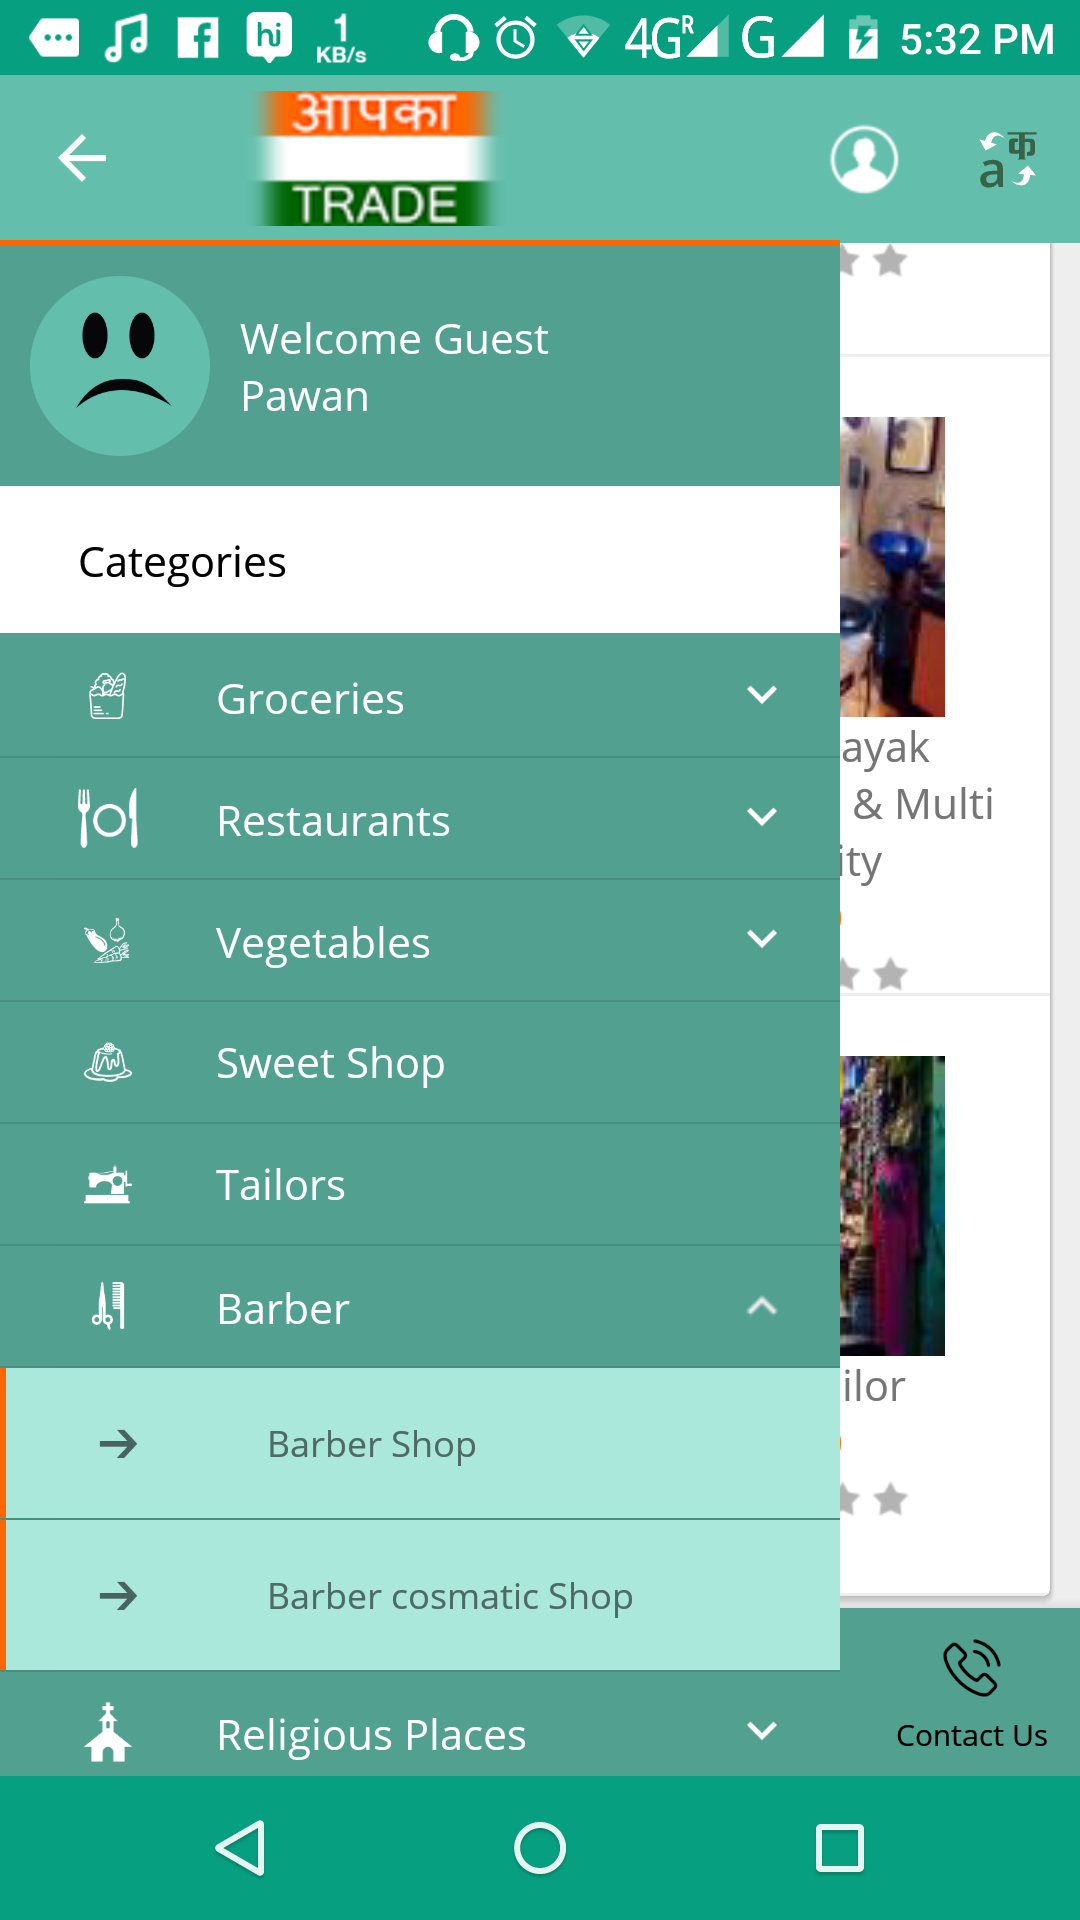 hi
1
KB/s
4G R
G
5:32 PM
आपका
TRADE
a क
Welcome Guest
Pawan
Categories
Groceries
ayak
Restaurants
& Multi
ity
Vegetables
Sweet Shop
Tailors
Barber
ilor
Barber Shop
Barber cosmatic Shop
Religious Places
Contact Us